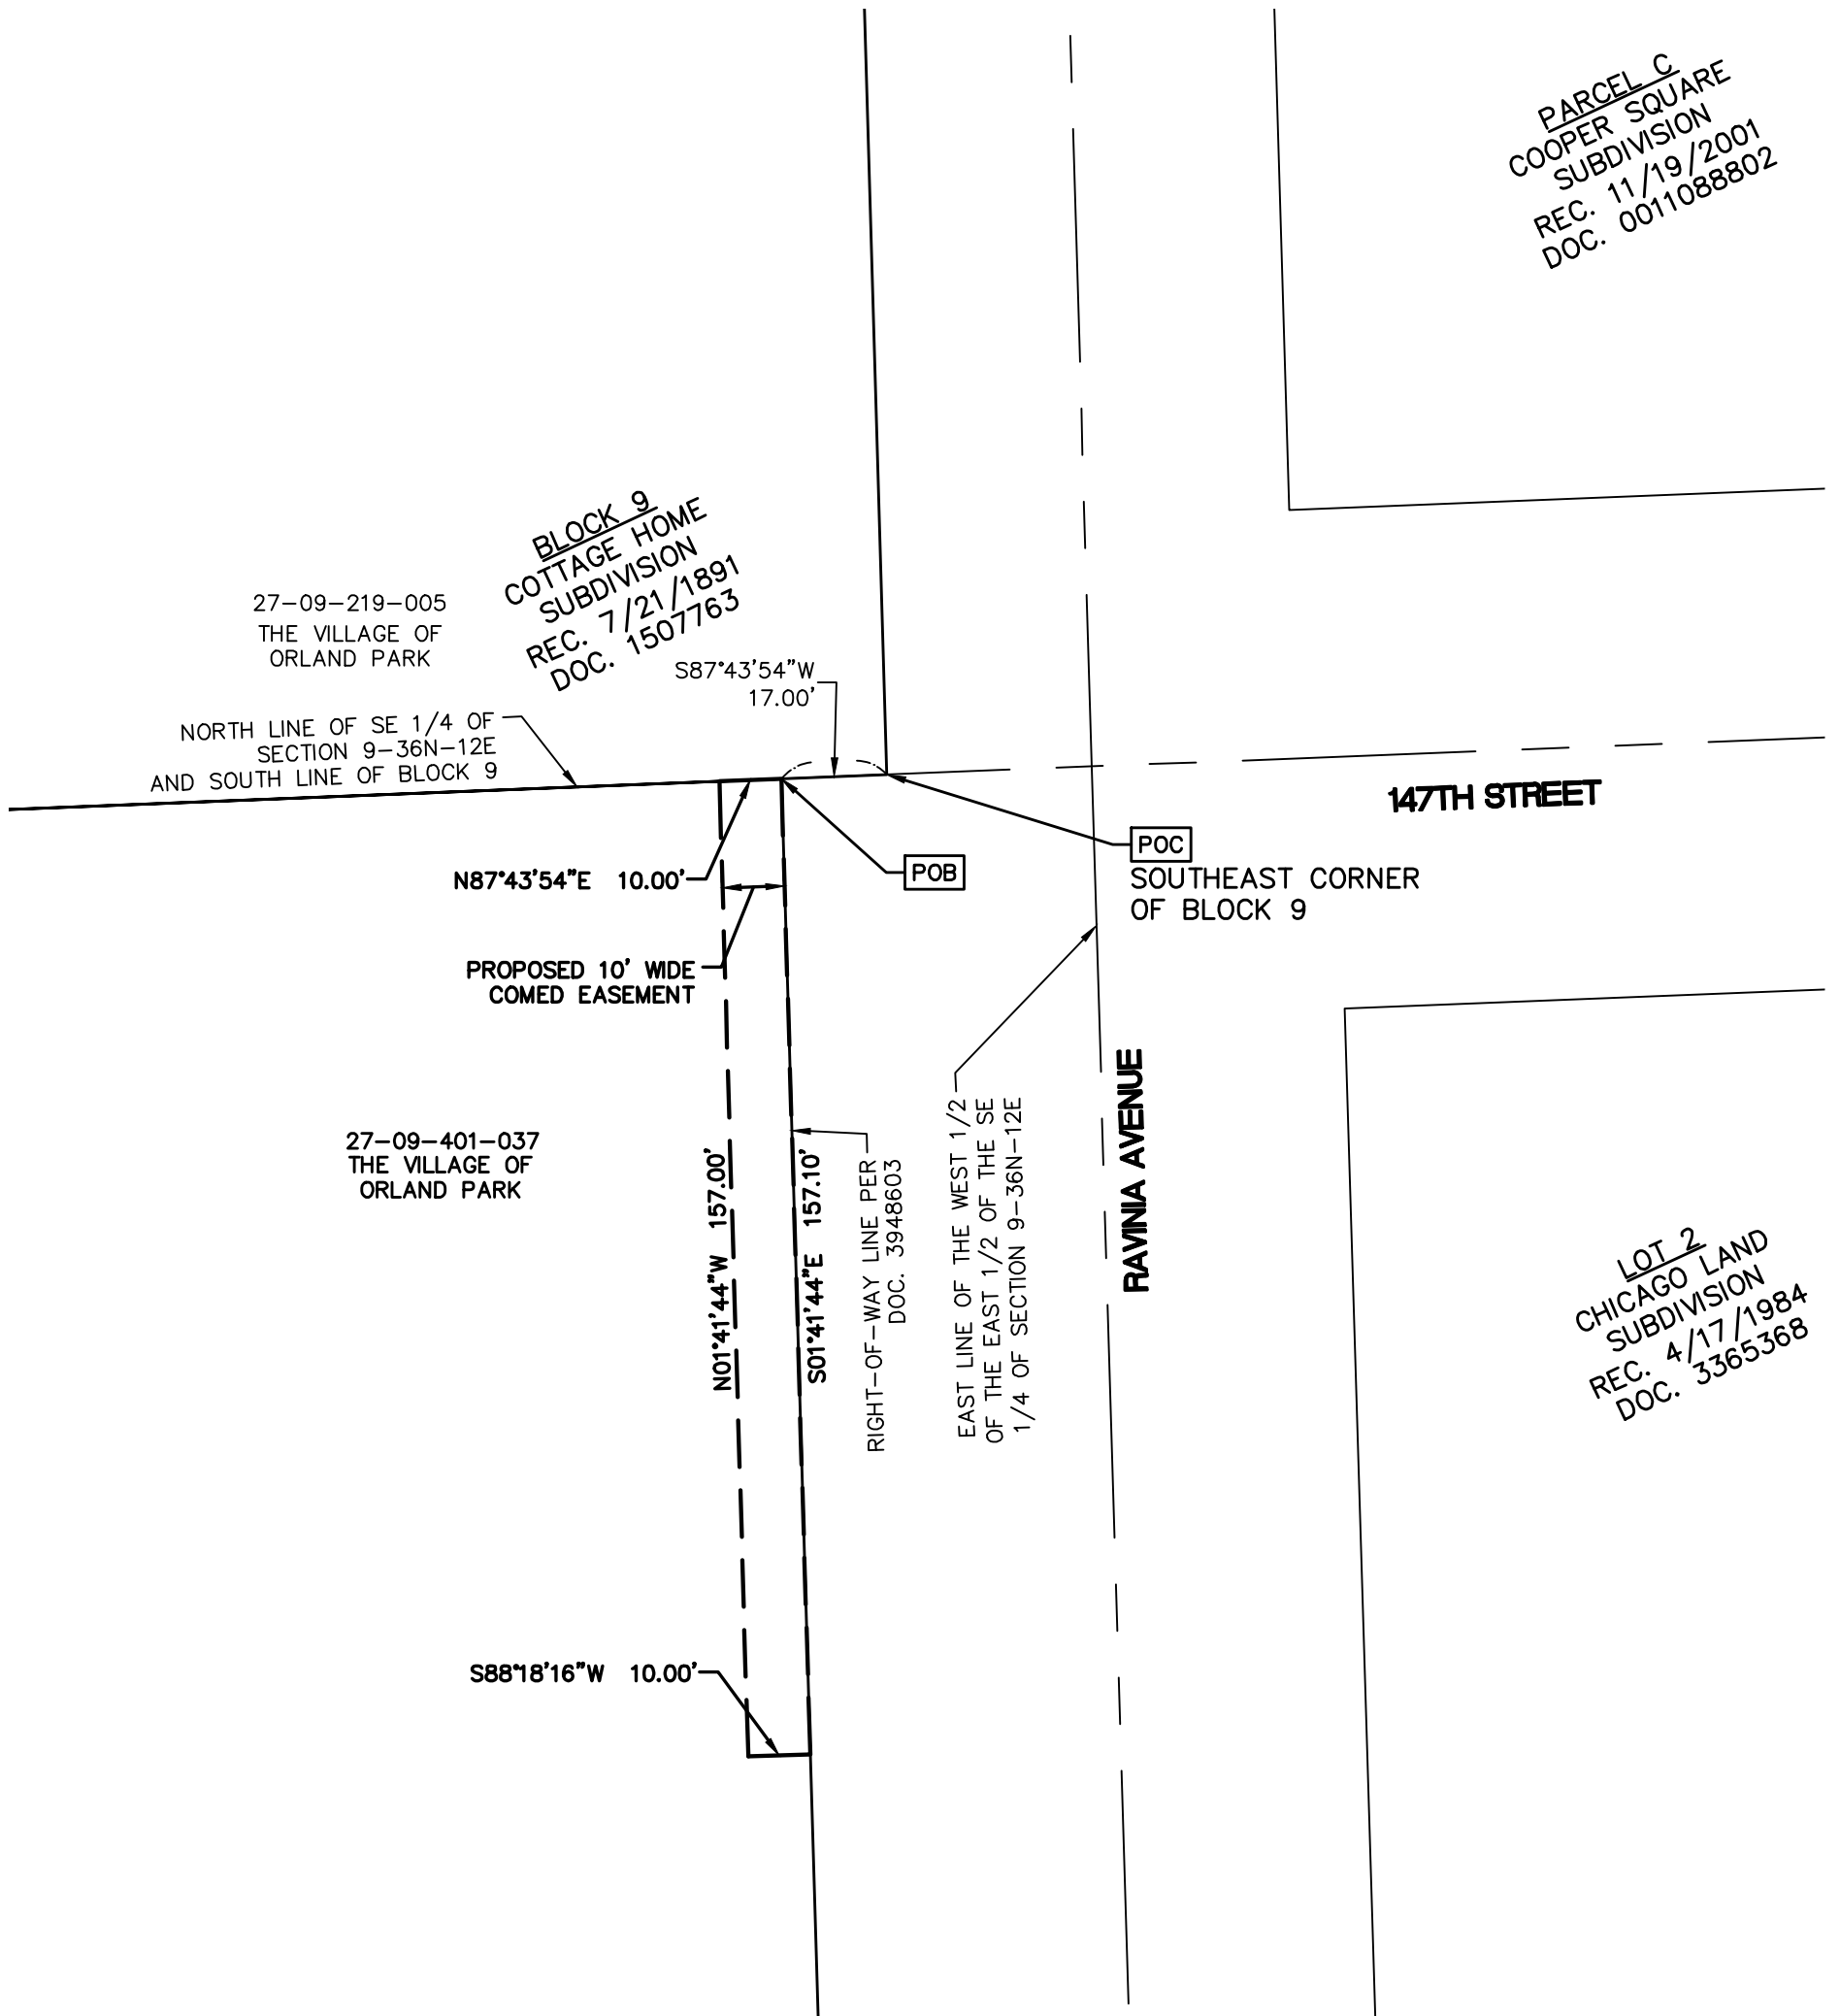 PARCEL C
COOPER SQUARE
SUBDIVISION
REC. 11/19/2001
DOC. 0011088802
BLOCK 9
COTTAGE HOME
SUBDIVISION
REC. 7/21/1891
DOC. 1507763
27-09-219-005
THE VILLAGE OF
ORLAND PARK
S87°43'54"W
17.00'
NORTH LINE OF SE 1/4 OF
SECTION 9-36N-12E
AND SOUTH LINE OF BLOCK 9
147TH STREET
POC
SOUTHEAST CORNER
OF BLOCK 9
POB
N87°43'54"E 10.00'
PROPOSED 10' WIDE
COMED EASEMENT
27-09-401-037
THE VILLAGE OF
ORLAND PARK
N01°41'44"W 157.00'
S01°41'44"E 157.10'
RIGHT-OF-WAY LINE PER
DOC. 3948603
EAST LINE OF THE WEST 1/2
OF THE EAST 1/2 OF THE SE
1/4 OF SECTION 9-36N-12E
RAVINIA AVENUE
LOT 2
CHICAGO LAND
SUBDIVISION
REC. 4/17/1984
DOC. 3365368
S88°18'16"W 10.00'